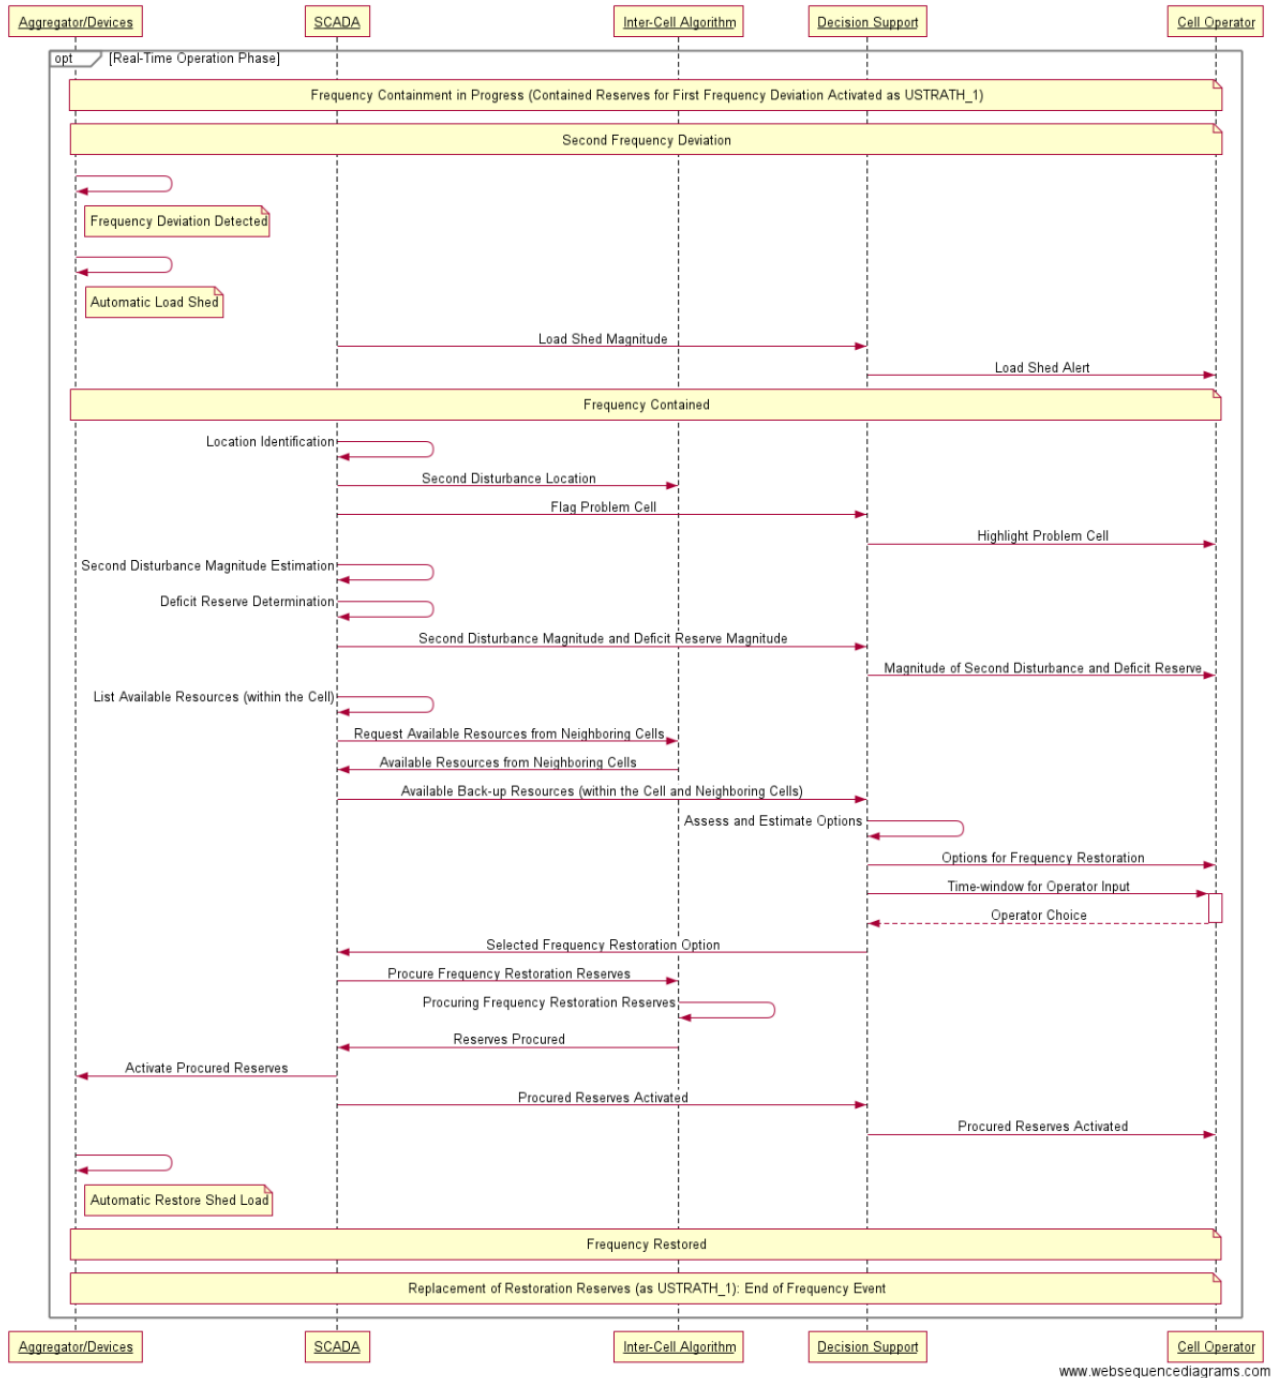 Aggregator/Devices
SCADA
Inter-Cell Algorithm
Decision Support
Cell Operator
opt
[Real-Time Operation Phase]
Frequency Containment in Progress (Contained Reserves for First Frequency Deviation Activated as USTRATH_1)
Second Frequency Deviation
Frequency Deviation Detected
Automatic Load Shed
Load Shed Magnitude
Load Shed Alert
Frequency Contained
Location Identification
Second Disturbance Location
Flag Problem Cell
Highlight Problem Cell
Second Disturbance Magnitude Estimation
Deficit Reserve Determination
Second Disturbance Magnitude and Deficit Reserve Magnitude
Magnitude of Second Disturbance and Deficit Reserve
List Available Resources (within the Cell)
Request Available Resources from Neighboring Cells
Available Resources from Neighboring Cells
Available Back-up Resources (within the Cell and Neighboring Cells)
Assess and Estimate Options
Options for Frequency Restoration
Time-window for Operator Input
Operator Choice
Selected Frequency Restoration Option
Procure Frequency Restoration Reserves
Procuring Frequency Restoration Reserves
Reserves Procured
Activate Procured Reserves
Procured Reserves Activated
Procured Reserves Activated
Automatic Restore Shed Load
Frequency Restored
Replacement of Restoration Reserves (as USTRATH_1): End of Frequency Event
Aggregator/Devices
SCADA
Inter-Cell Algorithm
Decision Support
Cell Operator
www.websequencediagrams.com